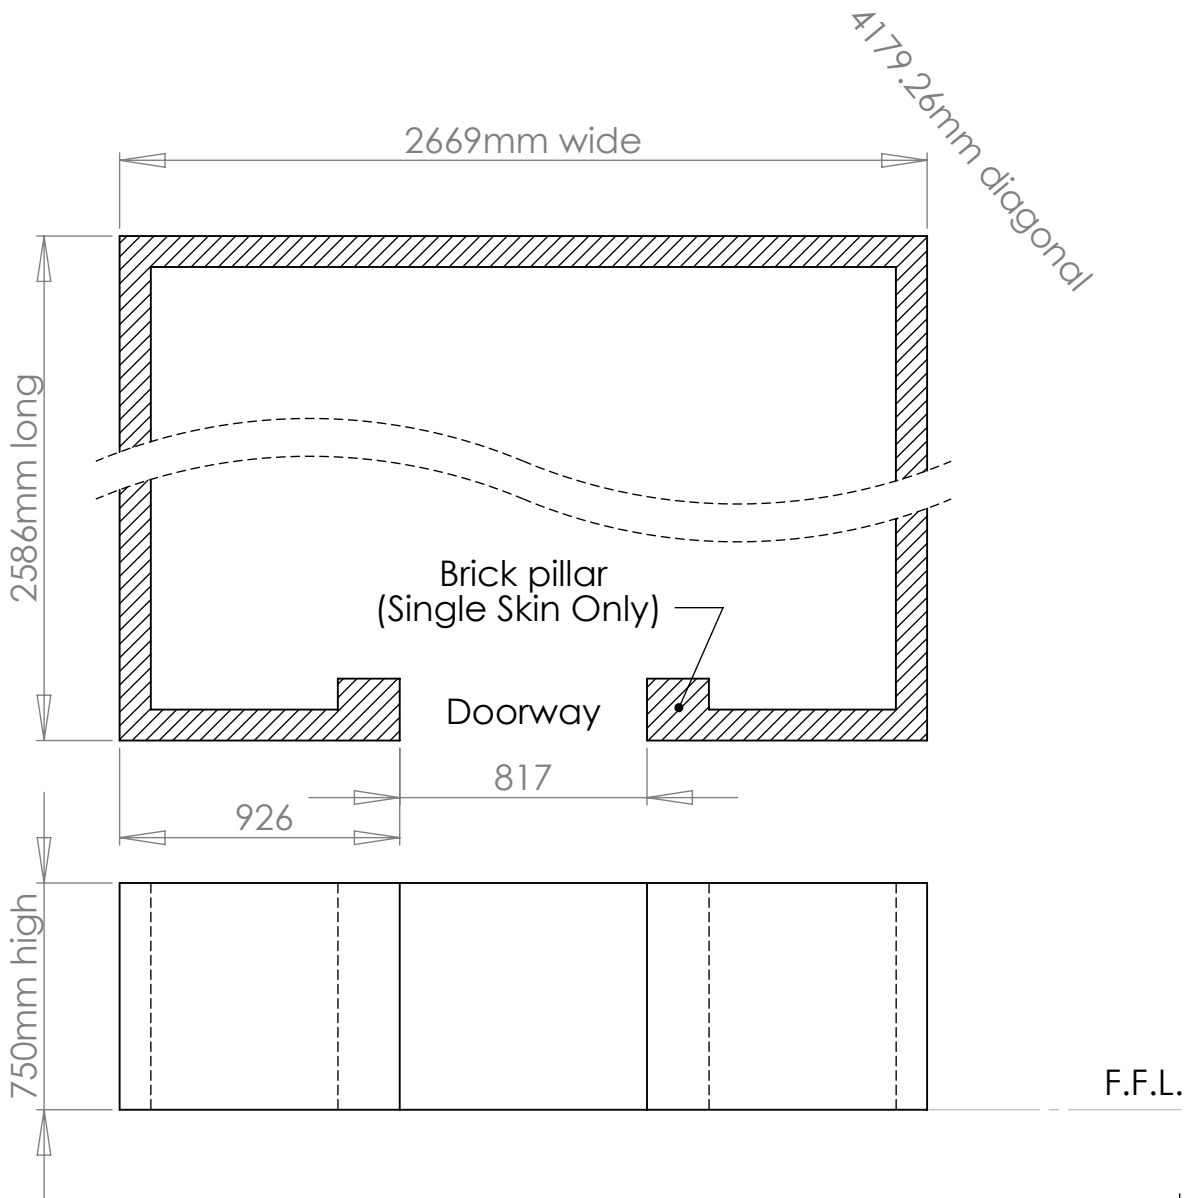 4179.26mm diagonal
2669mm wide
2586mm long
Brick pillar
(Single Skin Only)
Doorway
817
926
750mm high
F.F.L.